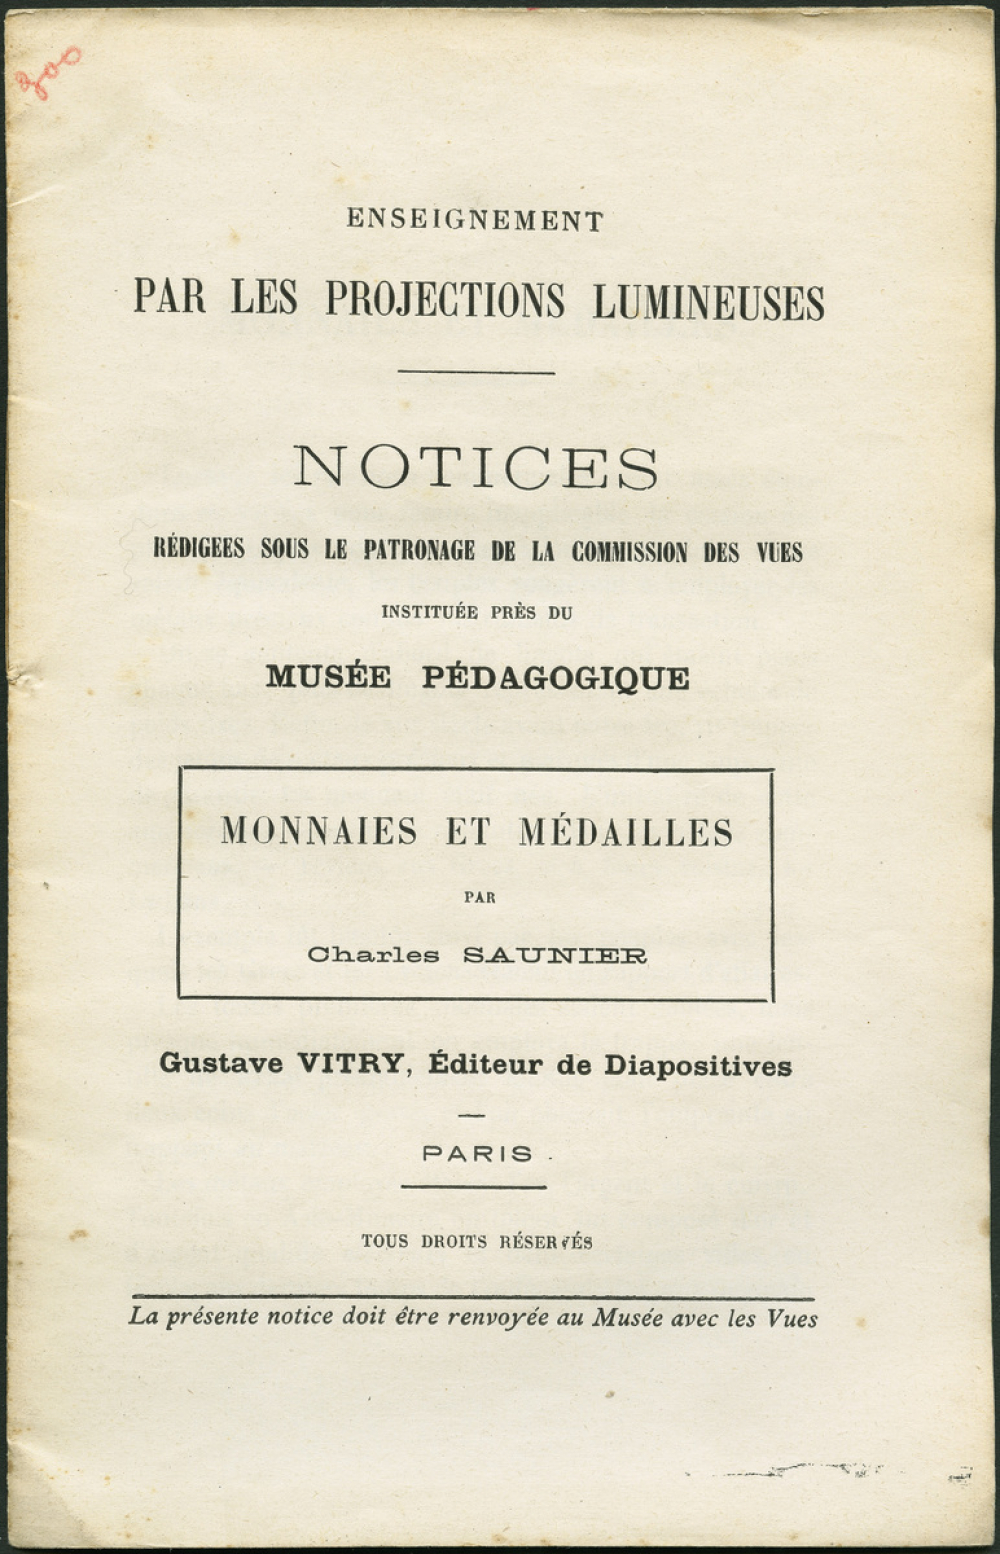 ENSEIGNEMENT
PAR LES PROJECTIONS LUMINEUSES
NOTICES
RÉDIGEES SOUS LE PATRONAGE DE LA COMMISSION DES VUES
INSTITUÉE PRÈS DU
MUSÉE PÉDAGOGIQUE
MONNAIES ET MÉDAILLES
PAR
Charles SAUNIER
Gustave VITRY, Éditeur de Diapositives
—
PARIS
TOUS DROITS RÉSERVÉS
La présente notice doit être renvoyée au Musée avec les Vues